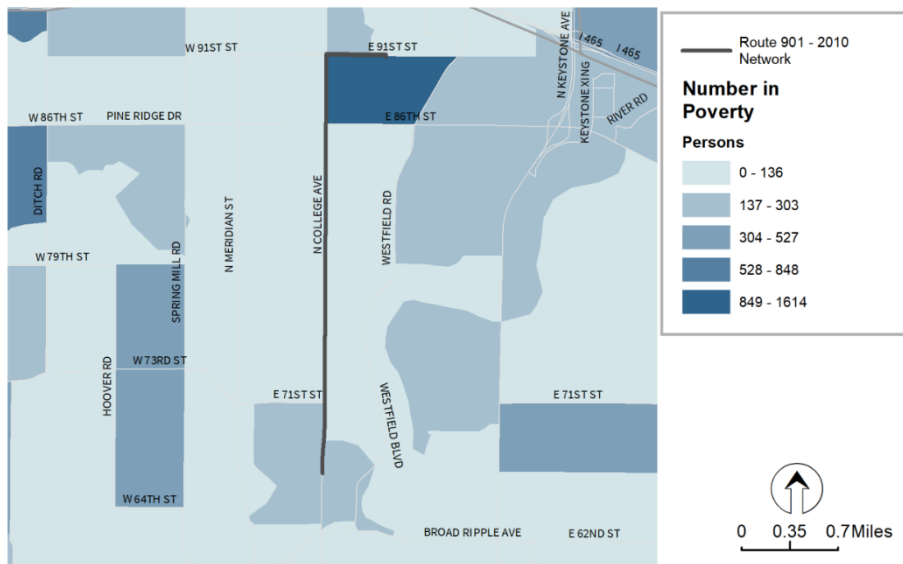 W 91ST ST
E 91ST ST
N KEYSTONE AVE
I 465
I 465
KEYSTONE XING
RIVER RD
W 86TH ST
PINE RIDGE DR
E 86TH ST
DITCH RD
SPRING MILL RD
N MERIDIAN ST
N COLLEGE AVE
WESTFIELD RD
W 79TH ST
HOOVER RD
W 73RD ST
E 71ST ST
WESTFIELD BLVD
E 71ST ST
W 64TH ST
BROAD RIPPLE AVE
E 62ND ST
Route 901 - 2010
Network
Number in
Poverty
Persons
0 - 136
137 - 303
304 - 527
528 - 848
849 - 1614
0 0.35 0.7Miles